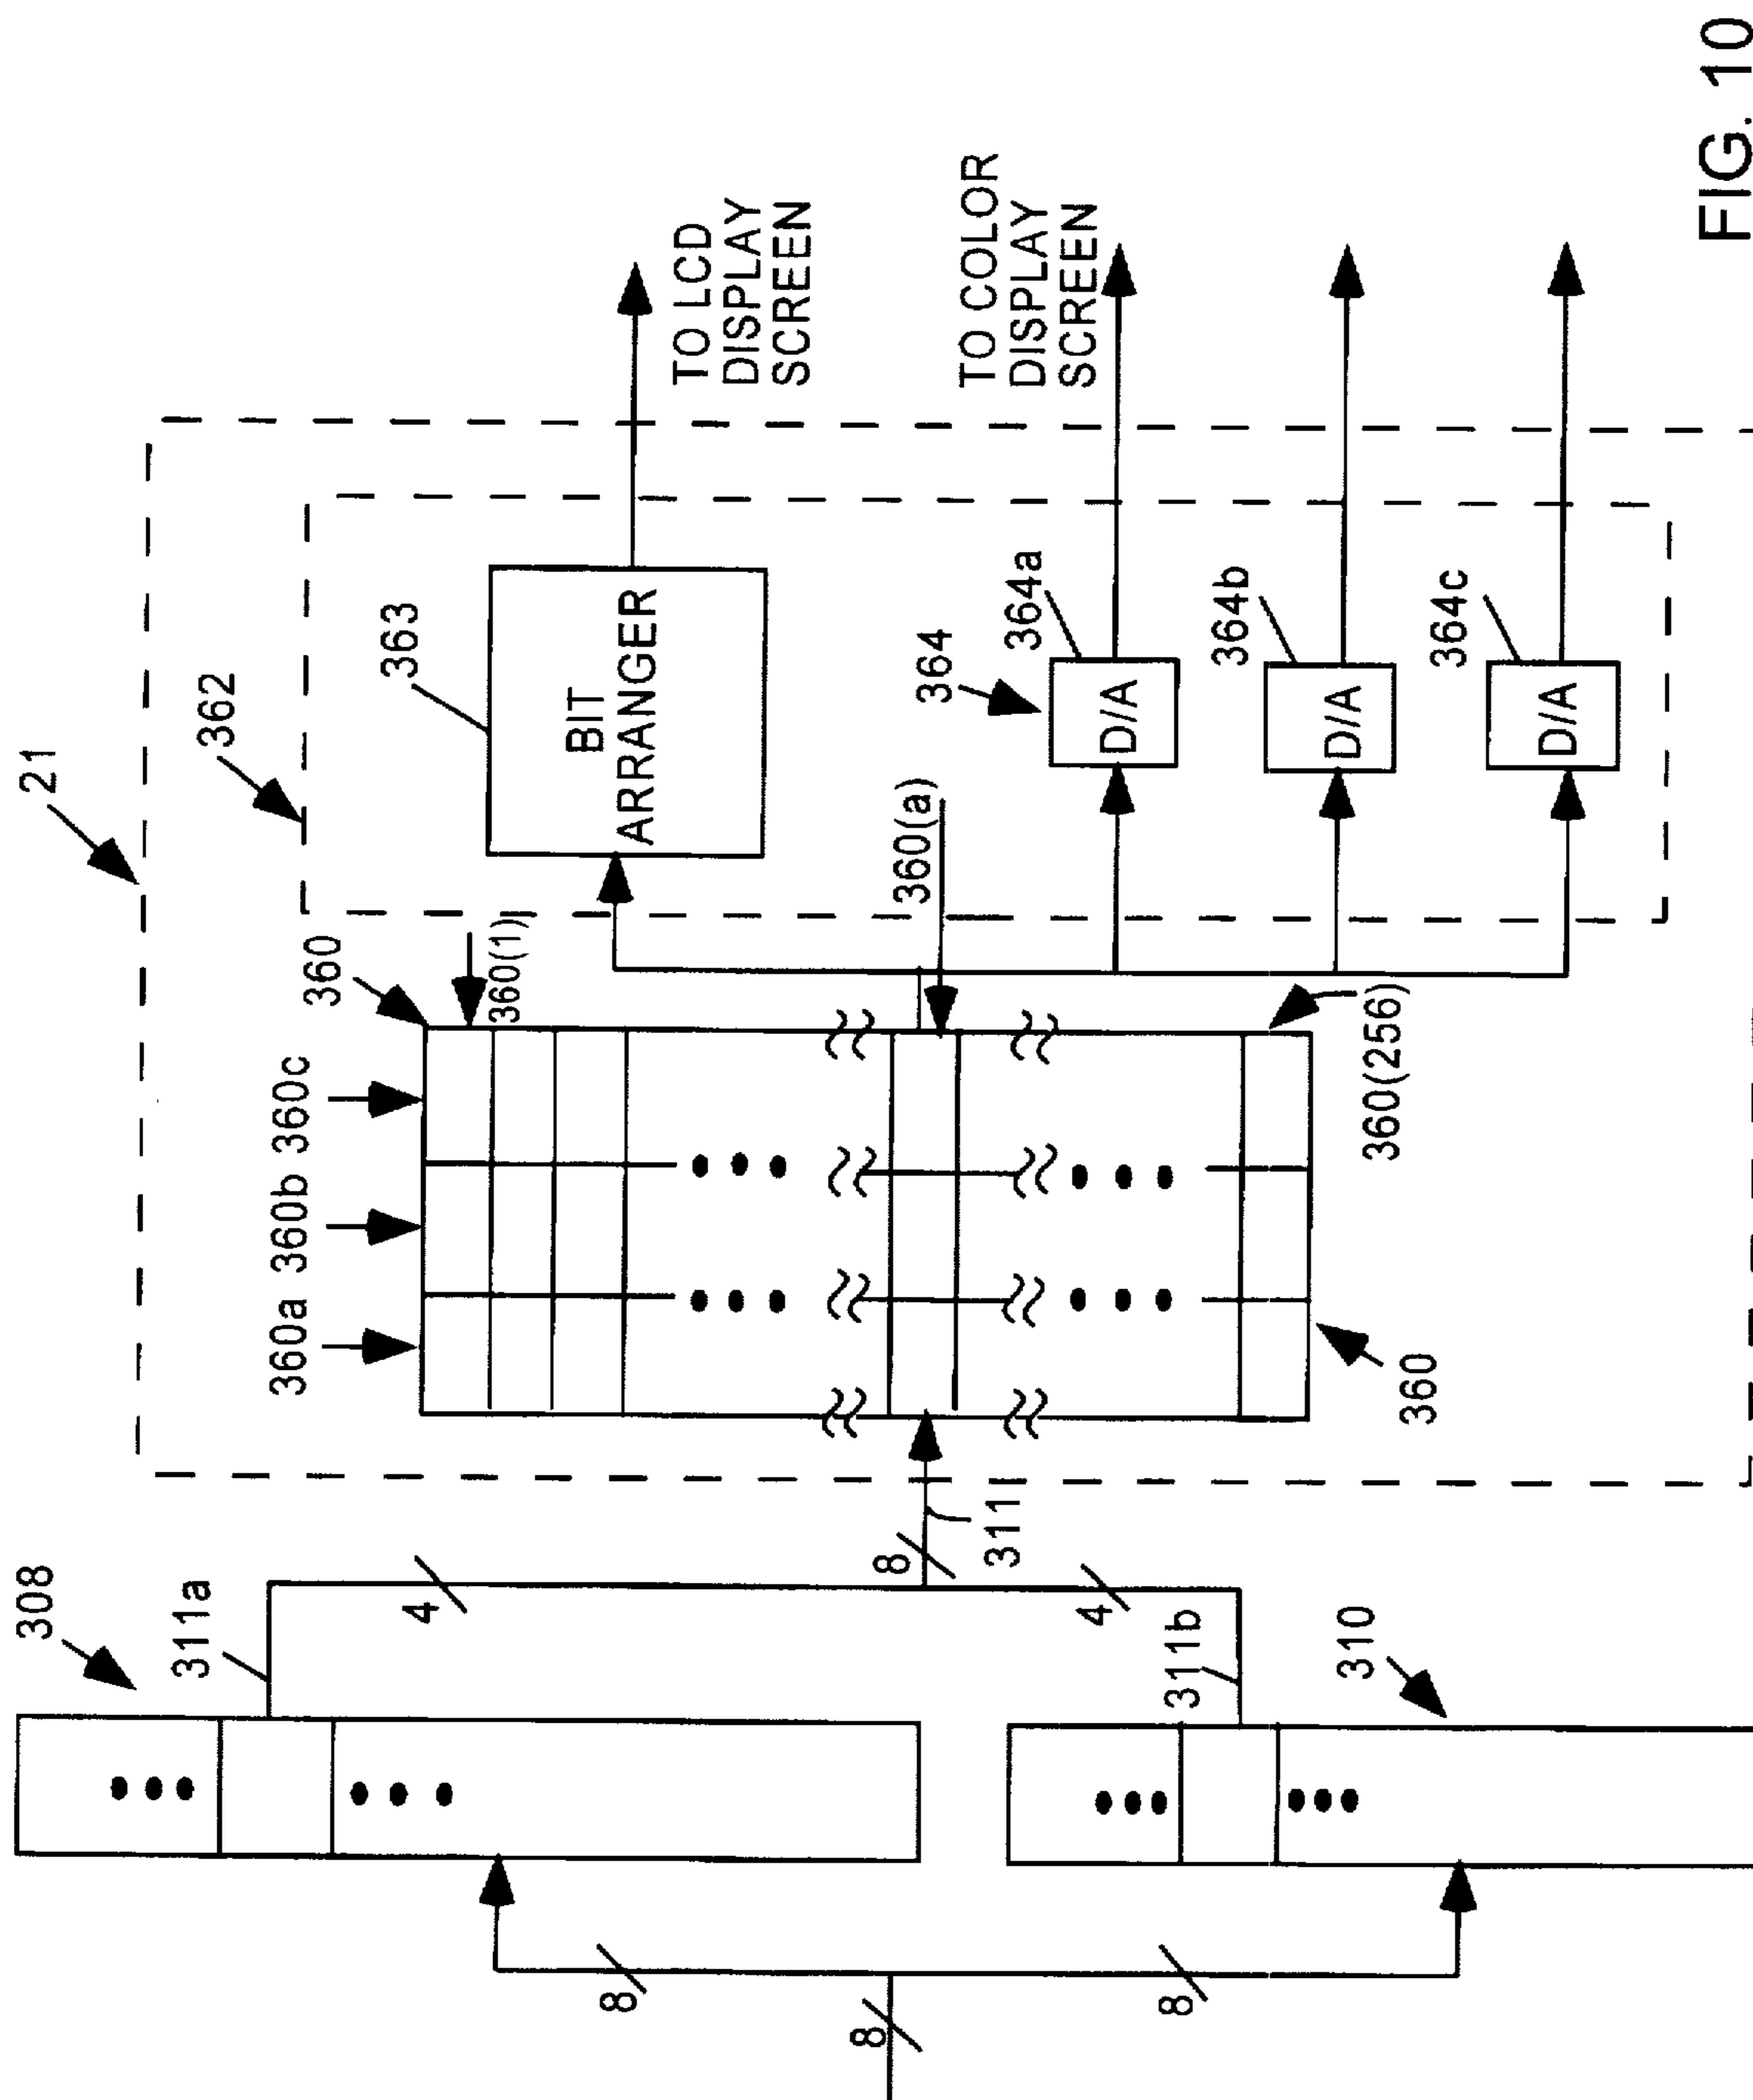 21
362
363
BIT
ARRANGER
TO LCD
DISPLAY
SCREEN
308
311a
4
8
311
4
311b
310
8
8
8
360a
360b
360c
360
360(1)
360(a)
360(256)
360
364
364a
D/A
364b
D/A
364c
D/A
TO COLOR
DISPLAY
SCREEN
FIG. 10